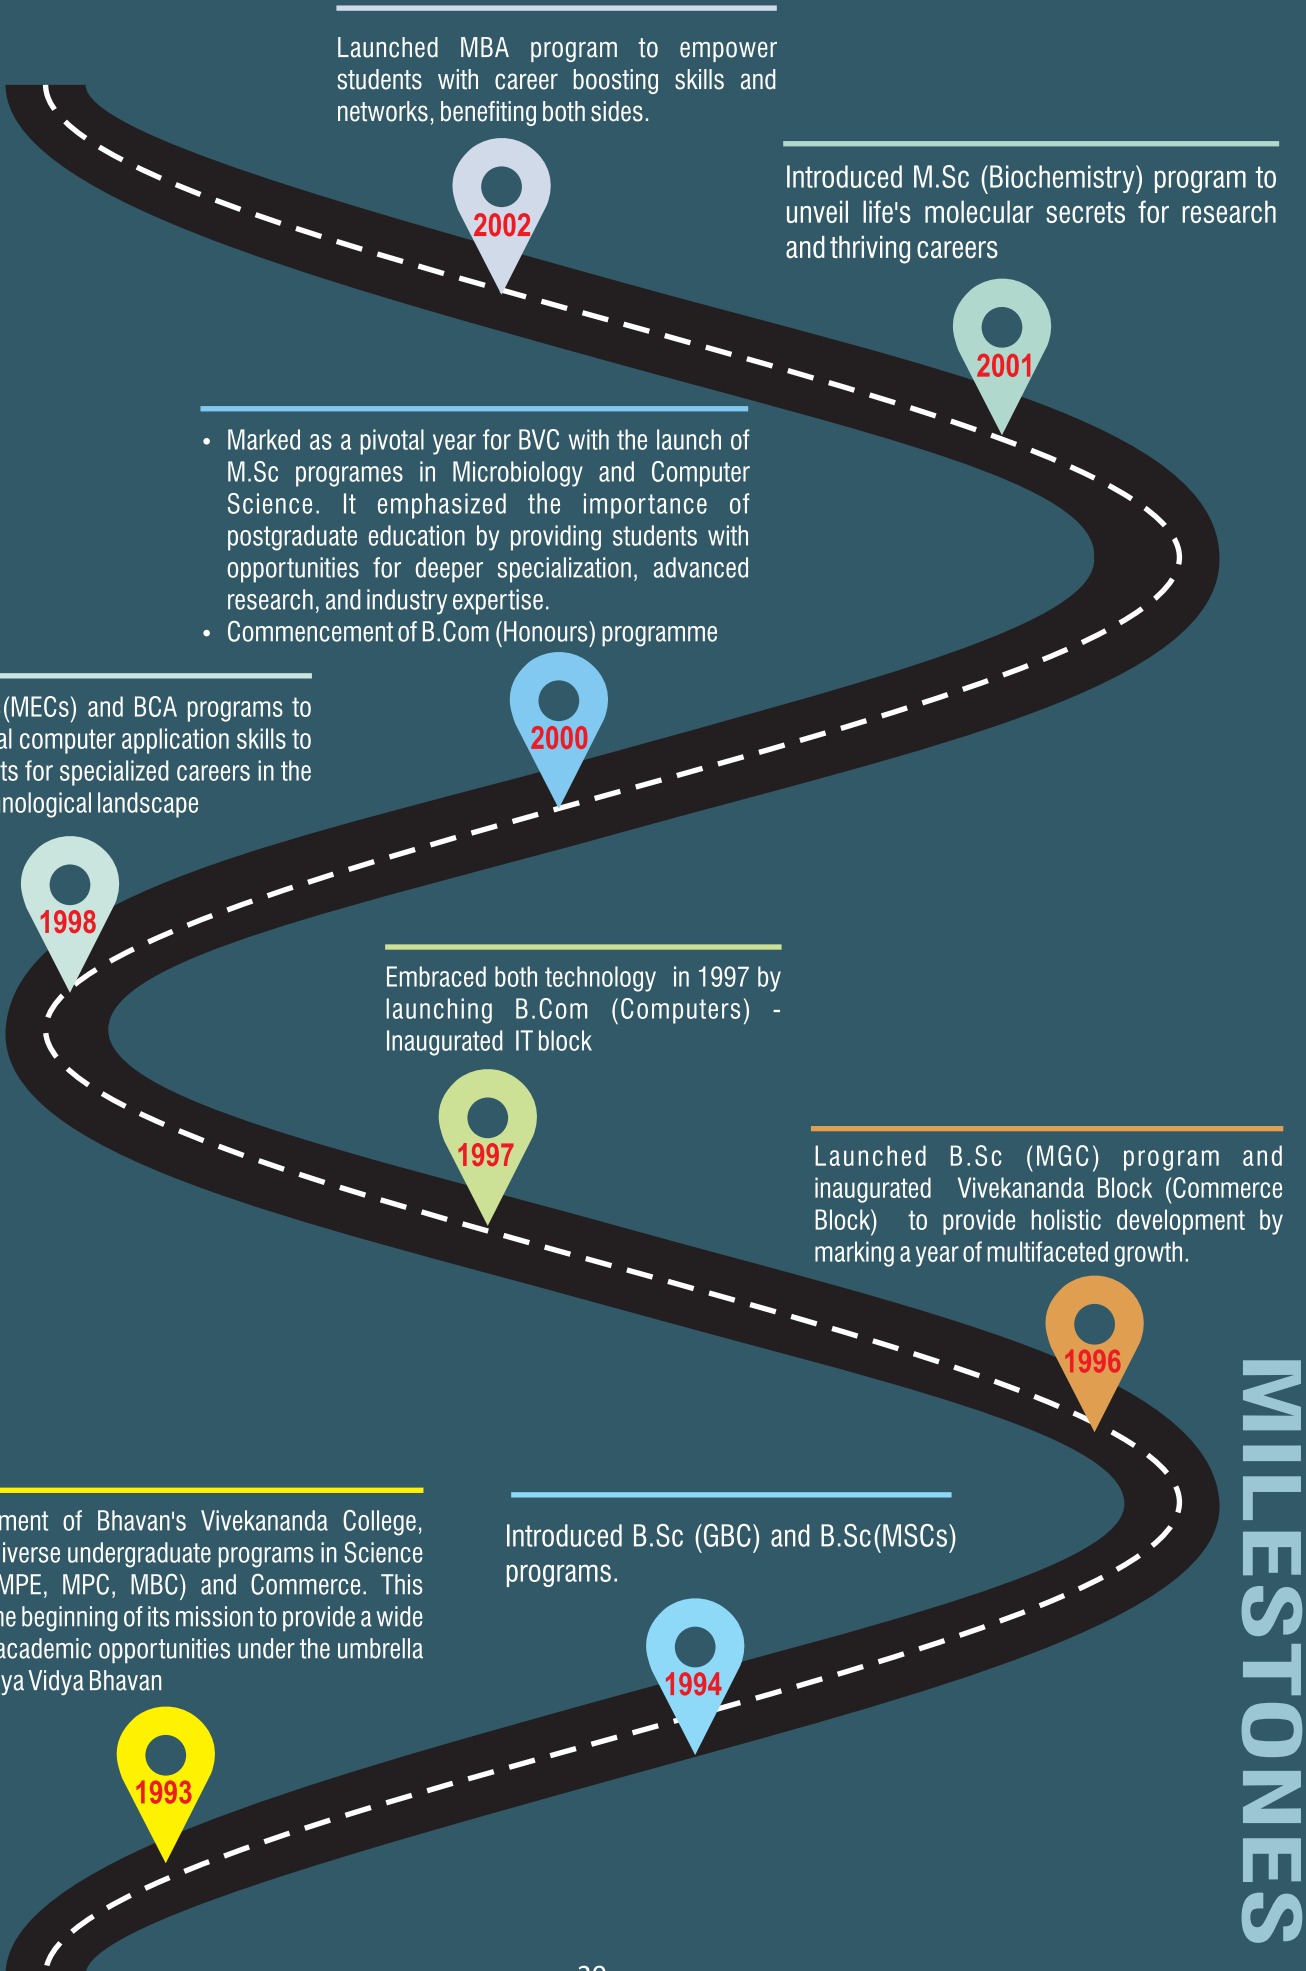 Launched MBA program to empower
students with career boosting skills and
networks, benefiting both sides.
2002
Introduced M.Sc (Biochemistry) program to
unveil life's molecular secrets for research
and thriving careers
2001
• Marked as a pivotal year for BVC with the launch of
M.Sc programes in Microbiology and Computer
Science. It emphasized the importance of
postgraduate education by providing students with
opportunities for deeper specialization, advanced
research, and industry expertise.
• Commencement of B.Com (Honours) programme
2000
(MECs) and BCA programs to
computer application skills to
for specialized careers in the
landscape
1998
Embraced both technology in 1997 by
launching B.Com (Computers) -
Inaugurated IT block
1997
Launched B.Sc (MGC) program and
inaugurated Vivekananda Block (Commerce
Block) to provide holistic development by
marking a year of multifaceted growth.
1996
MILESTONES
of Bhavan's Vivekananda College,
undergraduate programs in Science
MPE, MPC, MBC) and Commerce. This
beginning of its mission to provide a wide
academic opportunities under the umbrella
Vidya Bhavan
1993
Introduced B.Sc (GBC) and B.Sc(MSCs)
programs.
1994